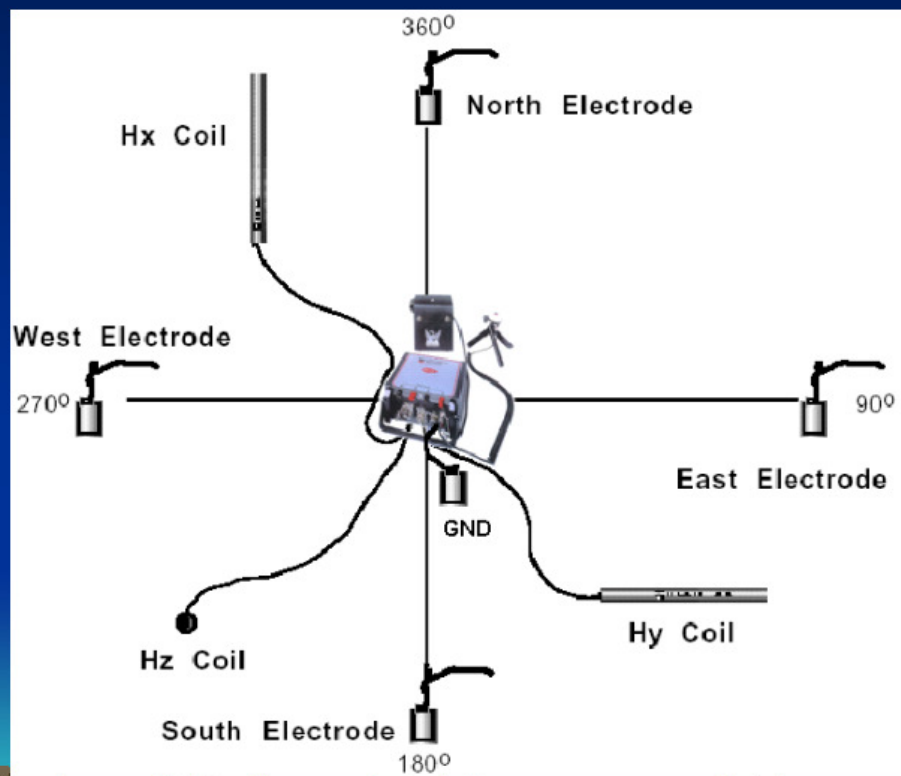 360⁰
North Electrode
Hx Coil
West Electrode
270⁰
90⁰
East Electrode
GND
Hy Coil
Hz Coil
South Electrode
180⁰